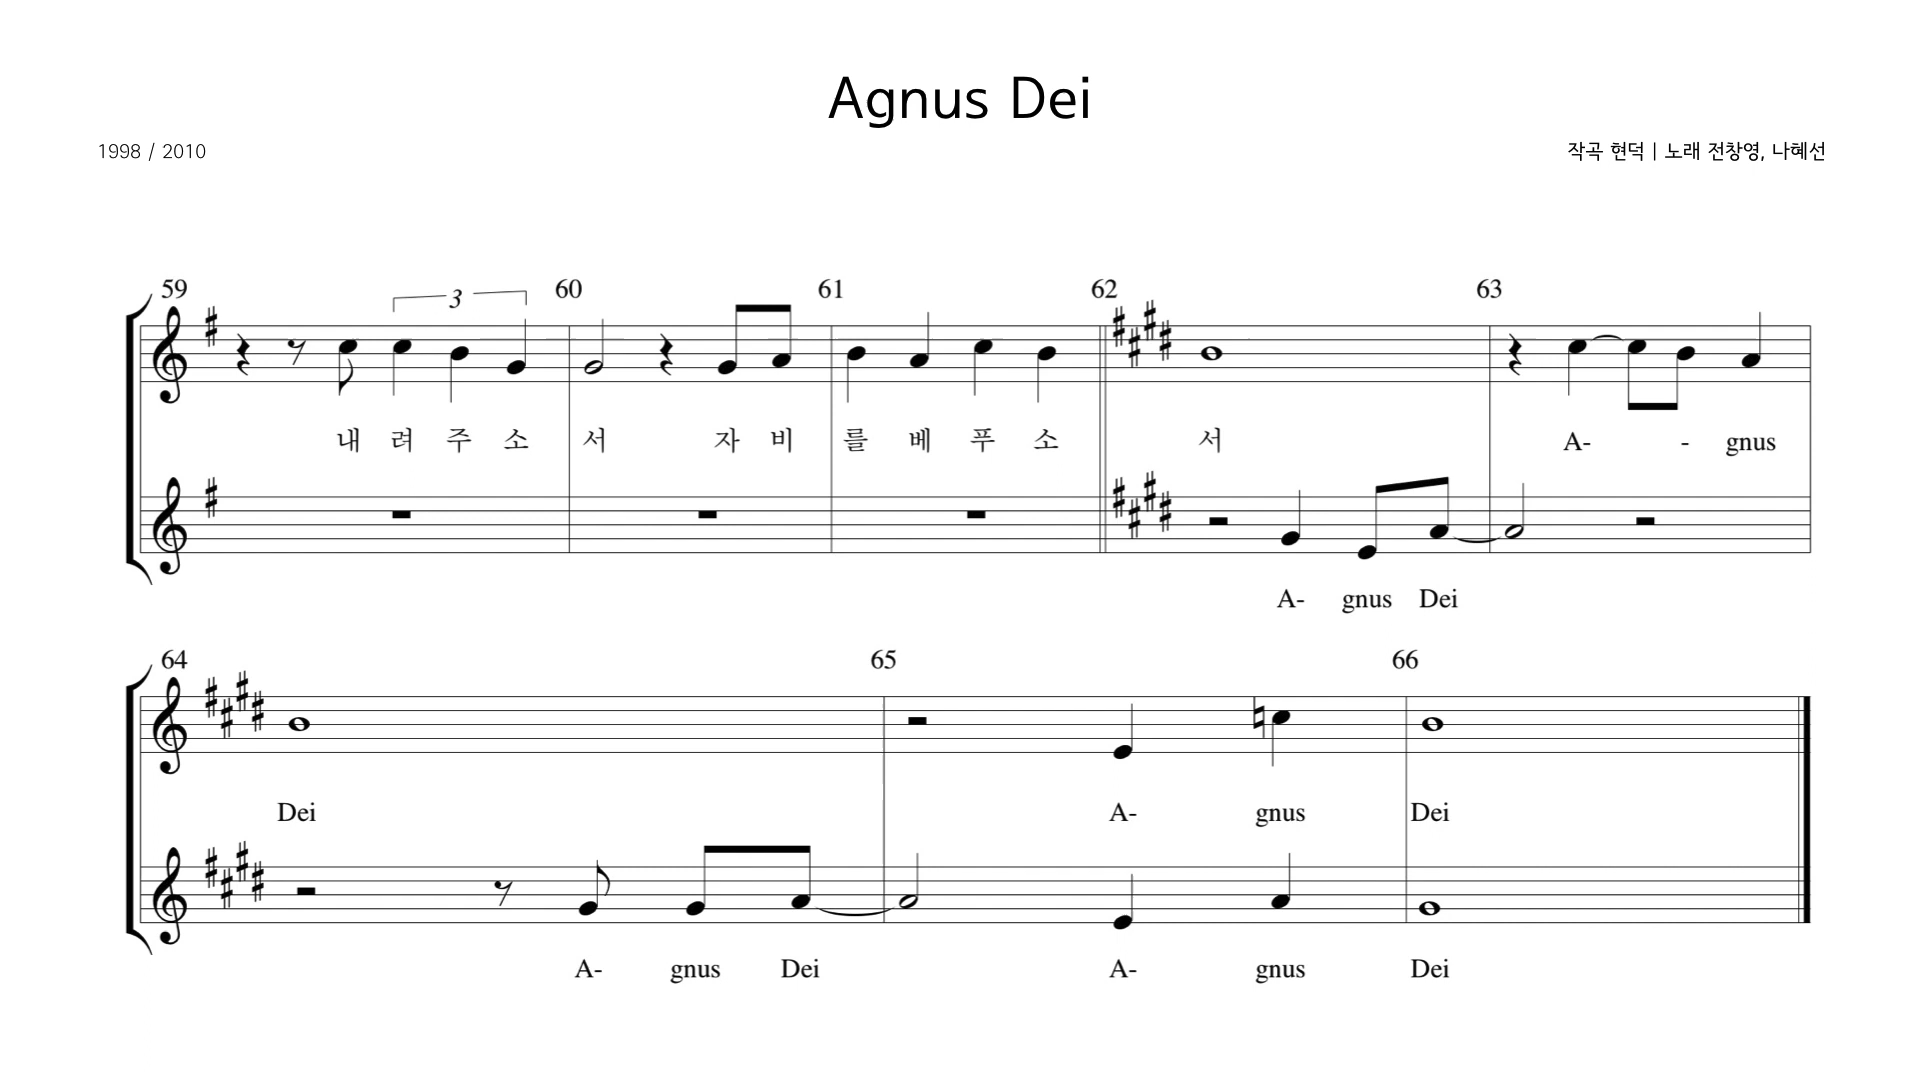 Agnus Dei
1998 / 2010
작곡 현덕 | 노래 전창영, 나혜선
59 3 60 61 62 63
내 려 주 소 서 자 비 를 베 푸 소 서 A- - gnus
A- gnus Dei
64 65 66
Dei A- gnus Dei
A- gnus Dei A- gnus Dei